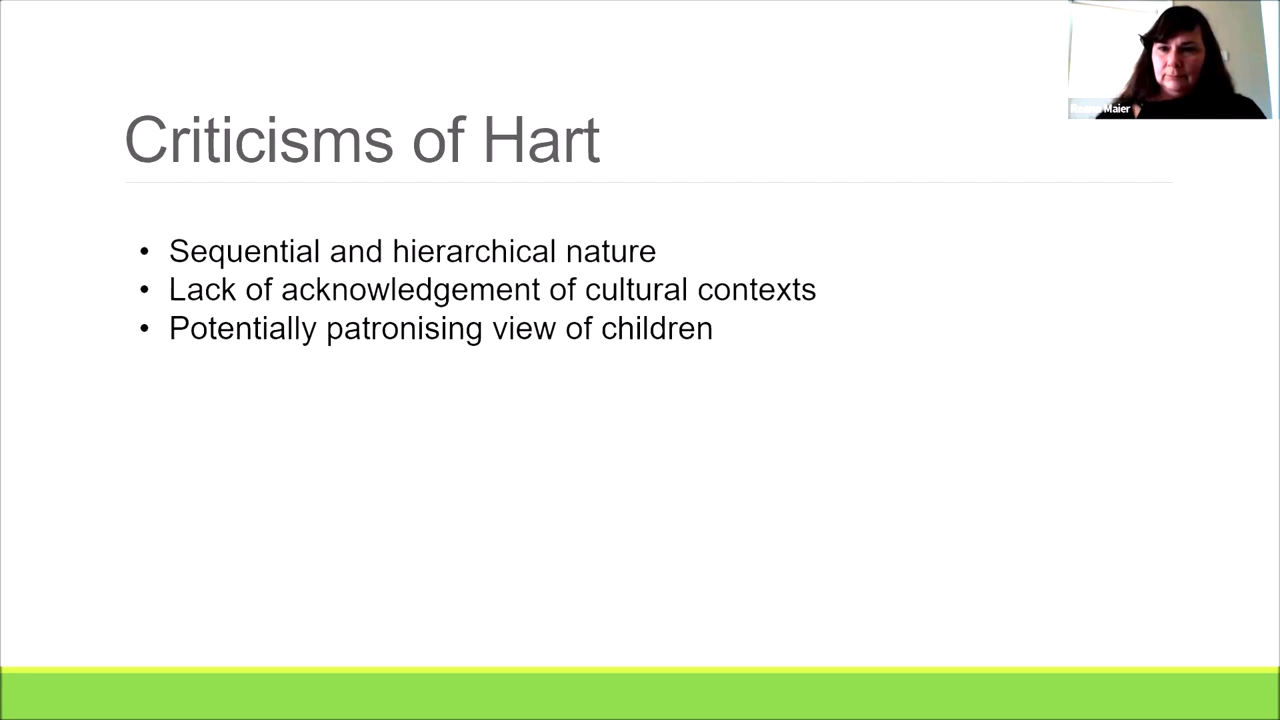 Criticisms of Hart
• Sequential and hierarchical nature
• Lack of acknowledgement of cultural contexts
• Potentially patronising view of children
Maier